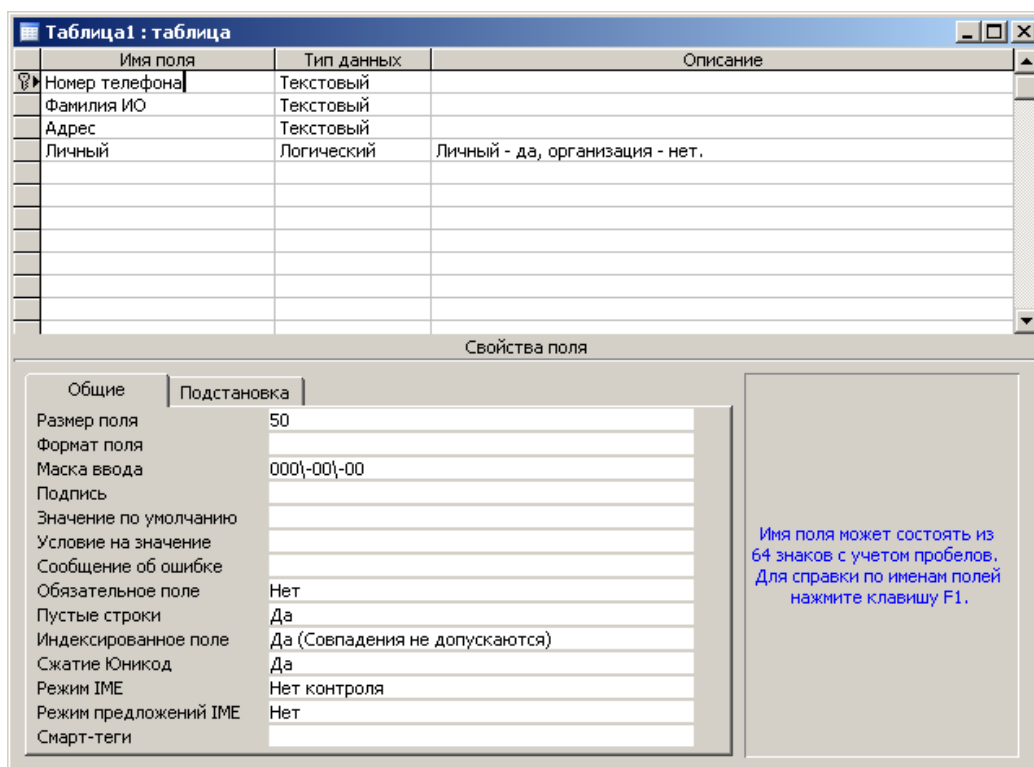 Таблица1 : таблица
Имя поля Тип данных Описание
Номер телефона Текстовый
Фамилия ИО Текстовый
Адрес Текстовый
Личный Логический Личный - да, организация - нет.
Свойства поля
Общие Подстановка
Размер поля 50
Формат поля
Маска ввода 000\-00\-00
Подпись
Значение по умолчанию
Условие на значение
Сообщение об ошибке
Обязательное поле Нет
Пустые строки Да
Индексированное поле Да (Совпадения не допускаются)
Сжатие Юникод Да
Режим IME Нет контроля
Режим предложений IME Нет
Смарт-теги
Имя поля может состоять из
64 знаков с учетом пробелов.
Для справки по именам полей
нажмите клавишу F1.